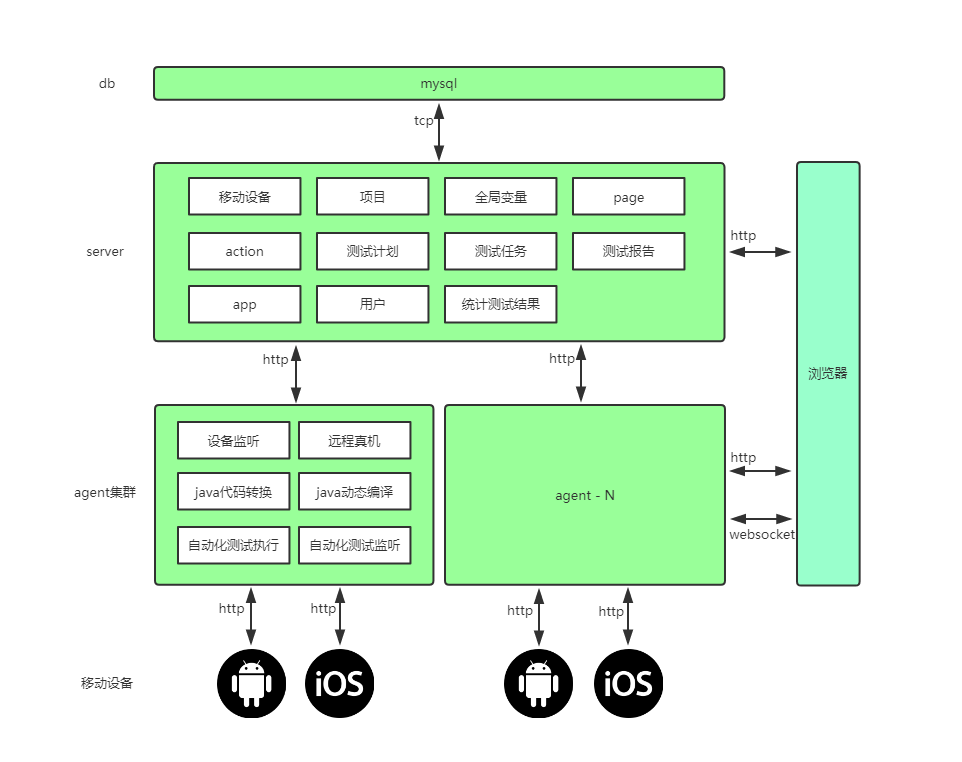 db
mysql
tcp
server
移动设备
项目
全局变量
page
action
测试计划
测试任务
测试报告
app
用户
统计测试结果
http
浏览器
http
http
agent集群
设备监听
远程真机
java代码转换
java动态编译
自动化测试执行
自动化测试监听
agent - N
http
websocket
http
http
http
http
移动设备
iOS
iOS